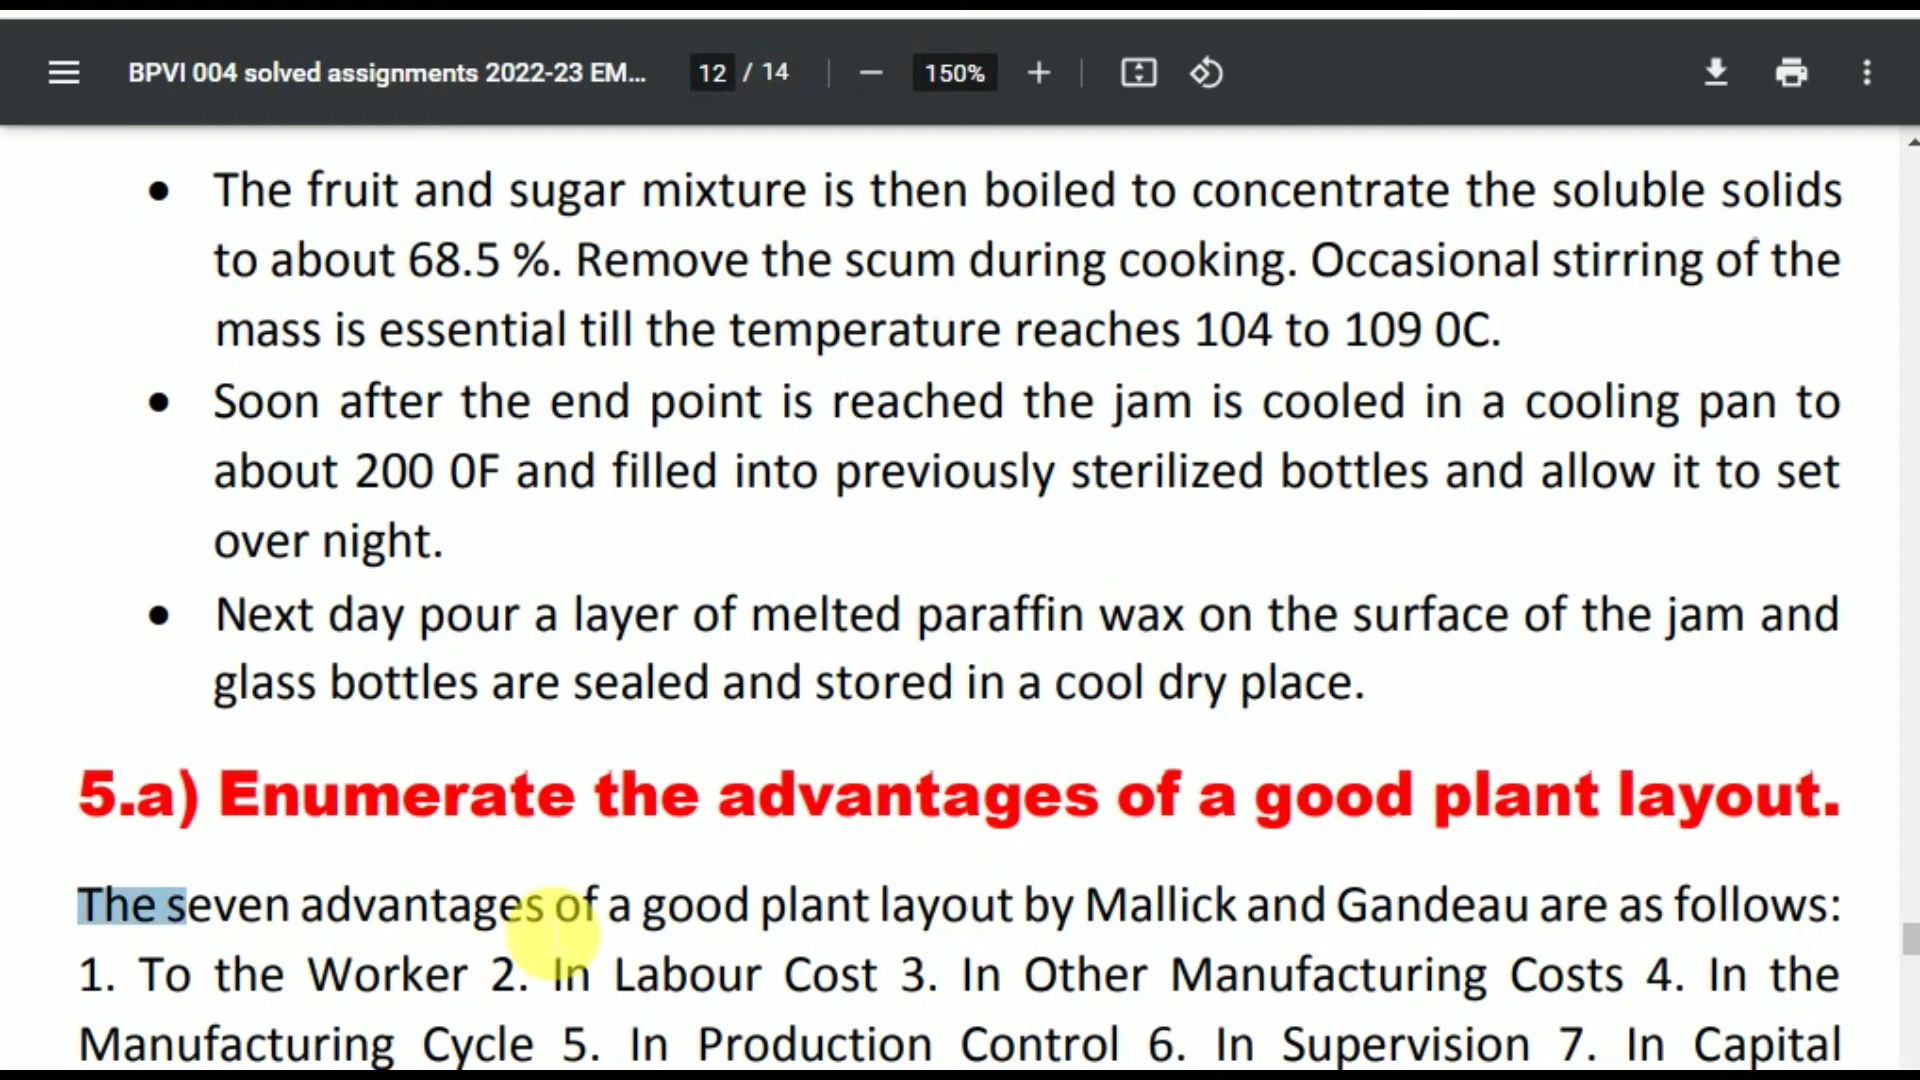 BPVI 004 solved assignments 2022-23 EM... 12 / 14 150%
• The fruit and sugar mixture is then boiled to concentrate the soluble solids
to about 68.5 %. Remove the scum during cooking. Occasional stirring of the
mass is essential till the temperature reaches 104 to 109 0C.
• Soon after the end point is reached the jam is cooled in a cooling pan to
about 200 0F and filled into previously sterilized bottles and allow it to set
over night.
• Next day pour a layer of melted paraffin wax on the surface of the jam and
glass bottles are sealed and stored in a cool dry place.
5.a) Enumerate the advantages of a good plant layout.
The seven advantages of a good plant layout by Mallick and Gandeau are as follows:
1. To the Worker 2. In Labour Cost 3. In Other Manufacturing Costs 4. In the
Manufacturing Cycle 5. In Production Control 6. In Supervision 7. In Capital